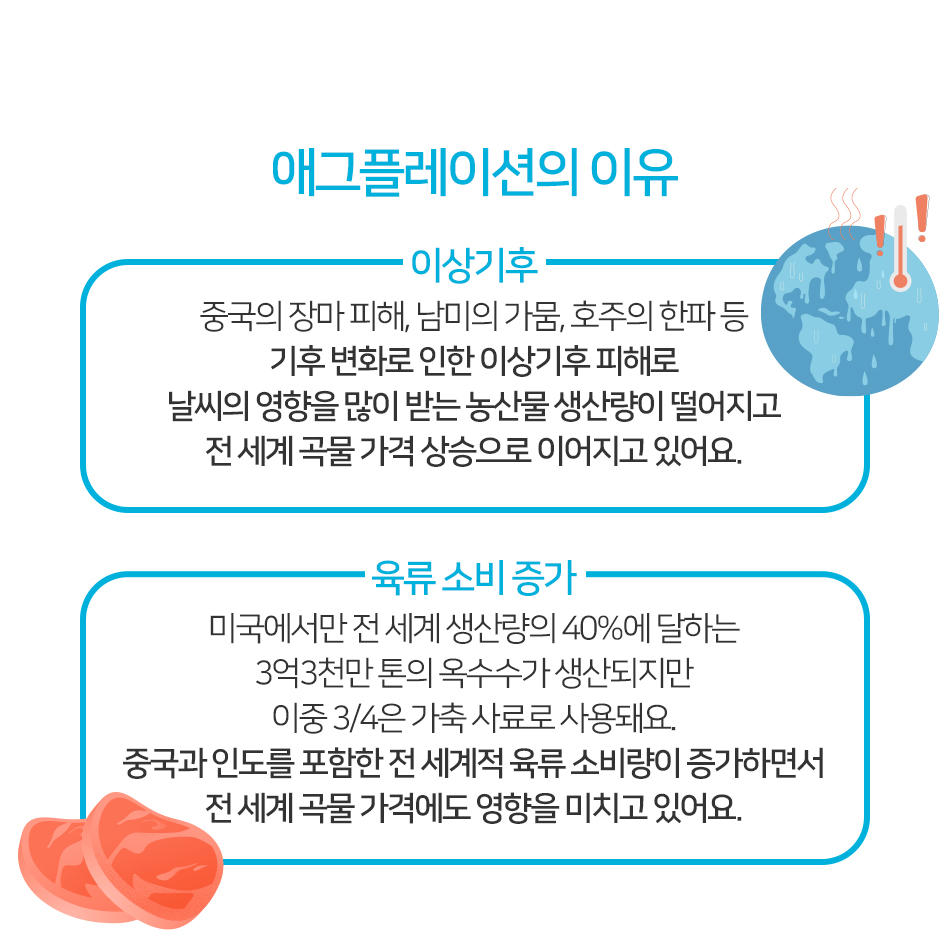 애그플레이션의 이유
이상기후
중국의 장마 피해, 남미의 가뭄, 호주의 한파 등
기후 변화로 인한 이상기후 피해로
날씨의 영향을 많이 받는 농산물 생산량이 떨어지고
전 세계 곡물 가격 상승으로 이어지고 있어요.
육류 소비 증가
미국에서만 전 세계 생산량의 40%에 달하는
3억3천만 톤의 옥수수가 생산되지만
이중 3/4은 가축 사료로 사용돼요.
중국과 인도를 포함한 전 세계적 육류 소비량이 증가하면서
전 세계 곡물 가격에도 영향을 미치고 있어요.